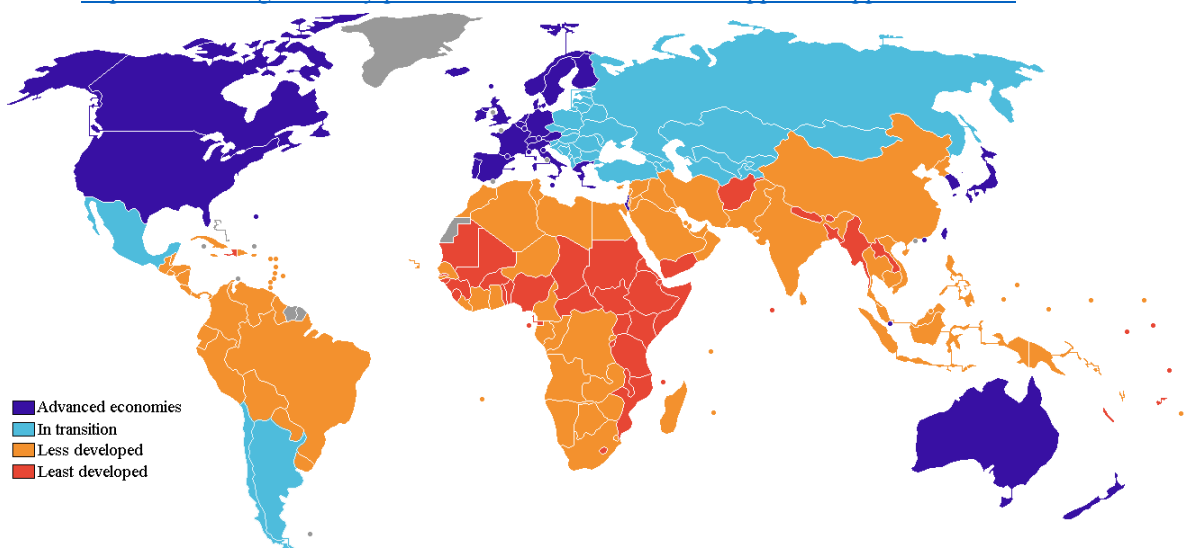 Advanced economies
In transition
Less developed
Least developed